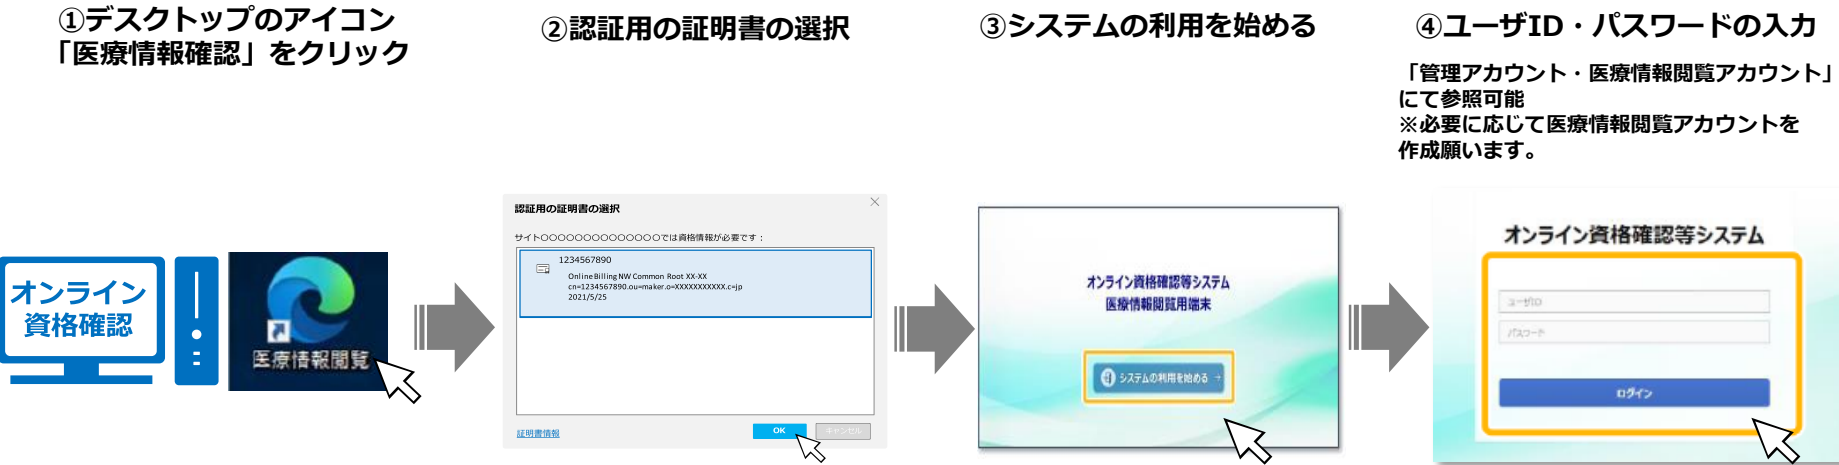 ①デスクトップのアイコン
「医療情報確認」をクリック
②認証用の証明書の選択
③システムの利用を始める
④ユーザID・パスワードの入力
「管理アカウント・医療情報閲覧アカウント」
にて参照可能
※必要に応じて医療情報閲覧アカウントを
作成願います。
オンライン
資格確認
医療情報閲覧
認証用の証明書の選択
サイト〇〇〇〇〇〇〇〇〇〇〇〇〇〇では資格情報が必要です：
1234567890
Online Billing NW Common Root XX-XX
cn=1234567890.ou=maker.o=XXXXXXXXXXX.c=jp
2021/5/25
証明書情報
OK
キャンセル
オンライン資格確認等システム
医療情報閲覧用端末
システムの利用を始める →
オンライン資格確認等システム
ユーザID
パスワード
ログイン